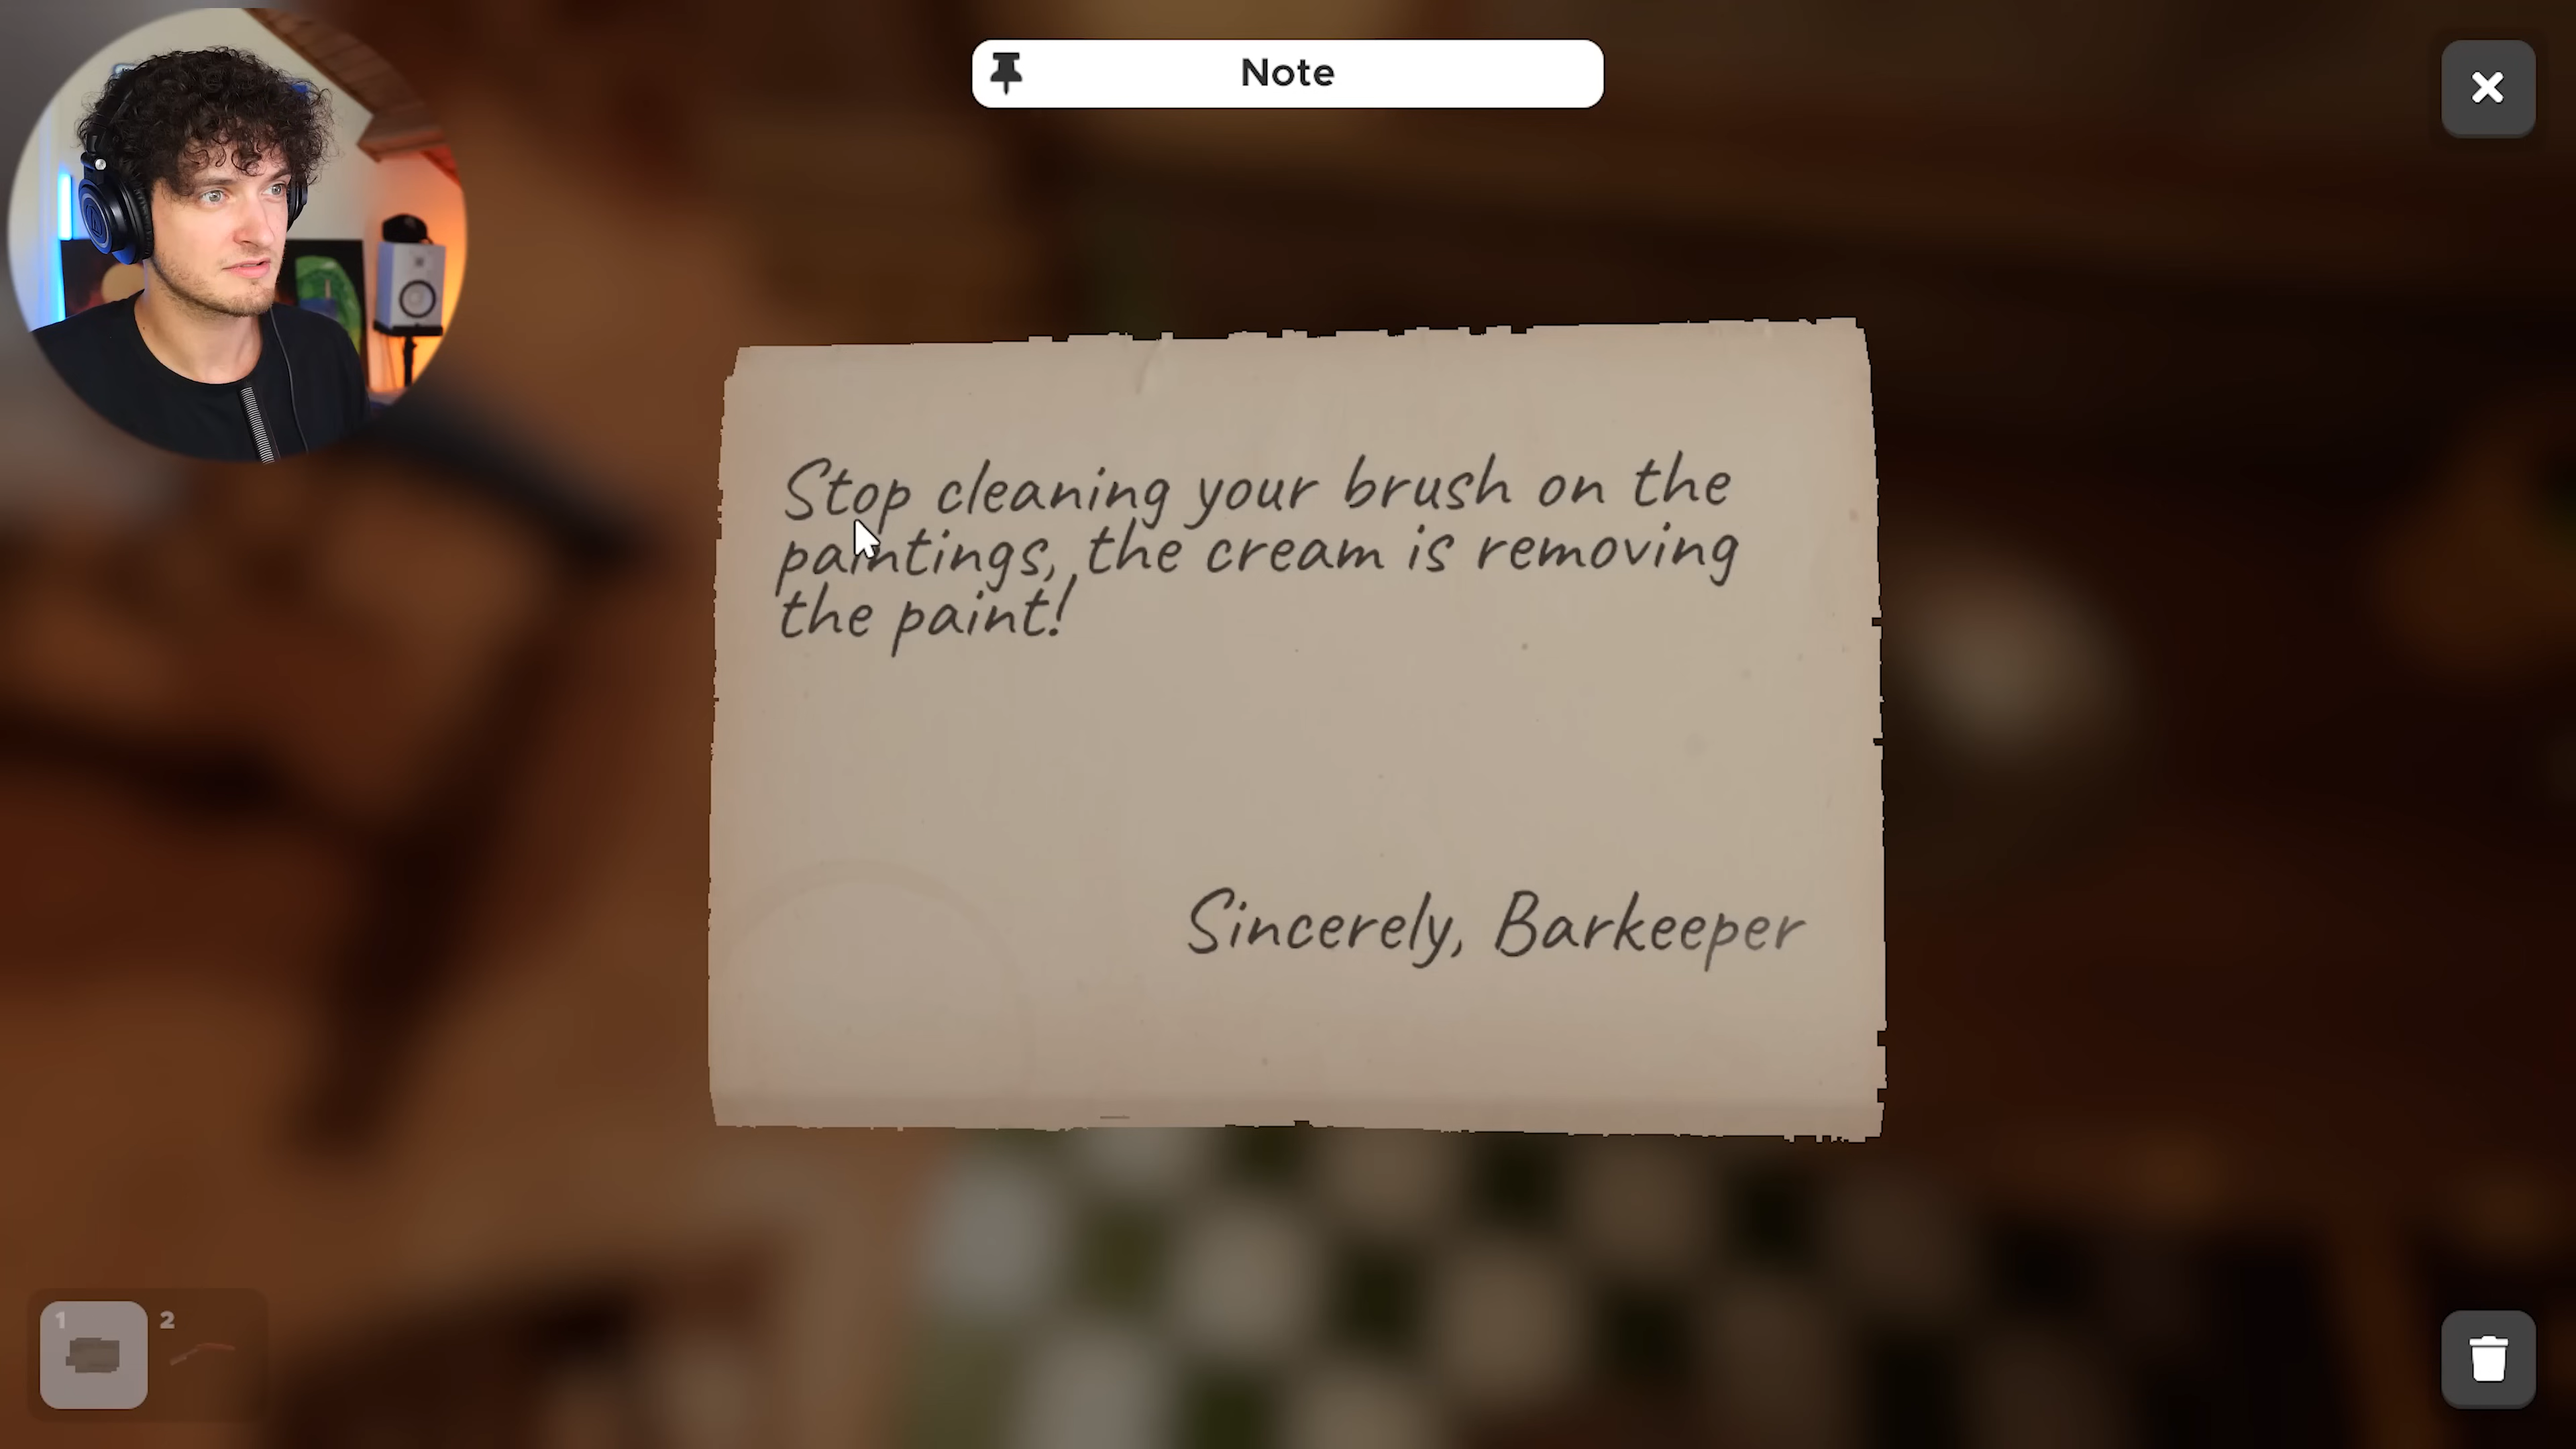 Note
Stop cleaning your brush on the
paintings, the cream is removing
the paint!
Sincerely, Barkeeper
1 2